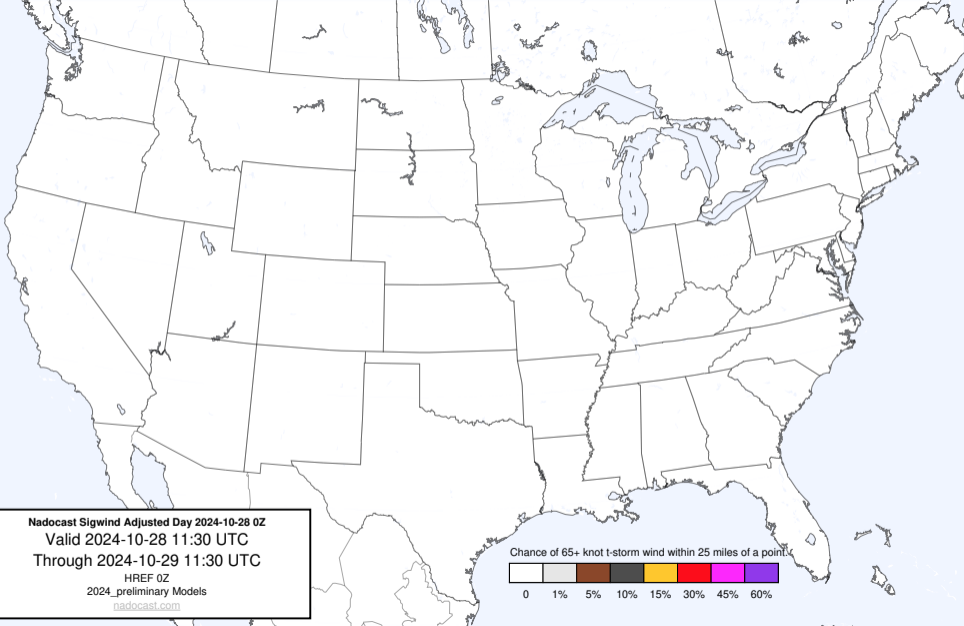 Nadocast Sigwind Adjusted Day 2024-10-28 0Z
Valid 2024-10-28 11:30 UTC
Through 2024-10-29 11:30 UTC
HREF 0Z
2024_preliminary Models
nadocast.com
Chance of 65+ knot t-storm wind within 25 miles of a point.
0 1% 5% 10% 15% 30% 45% 60%